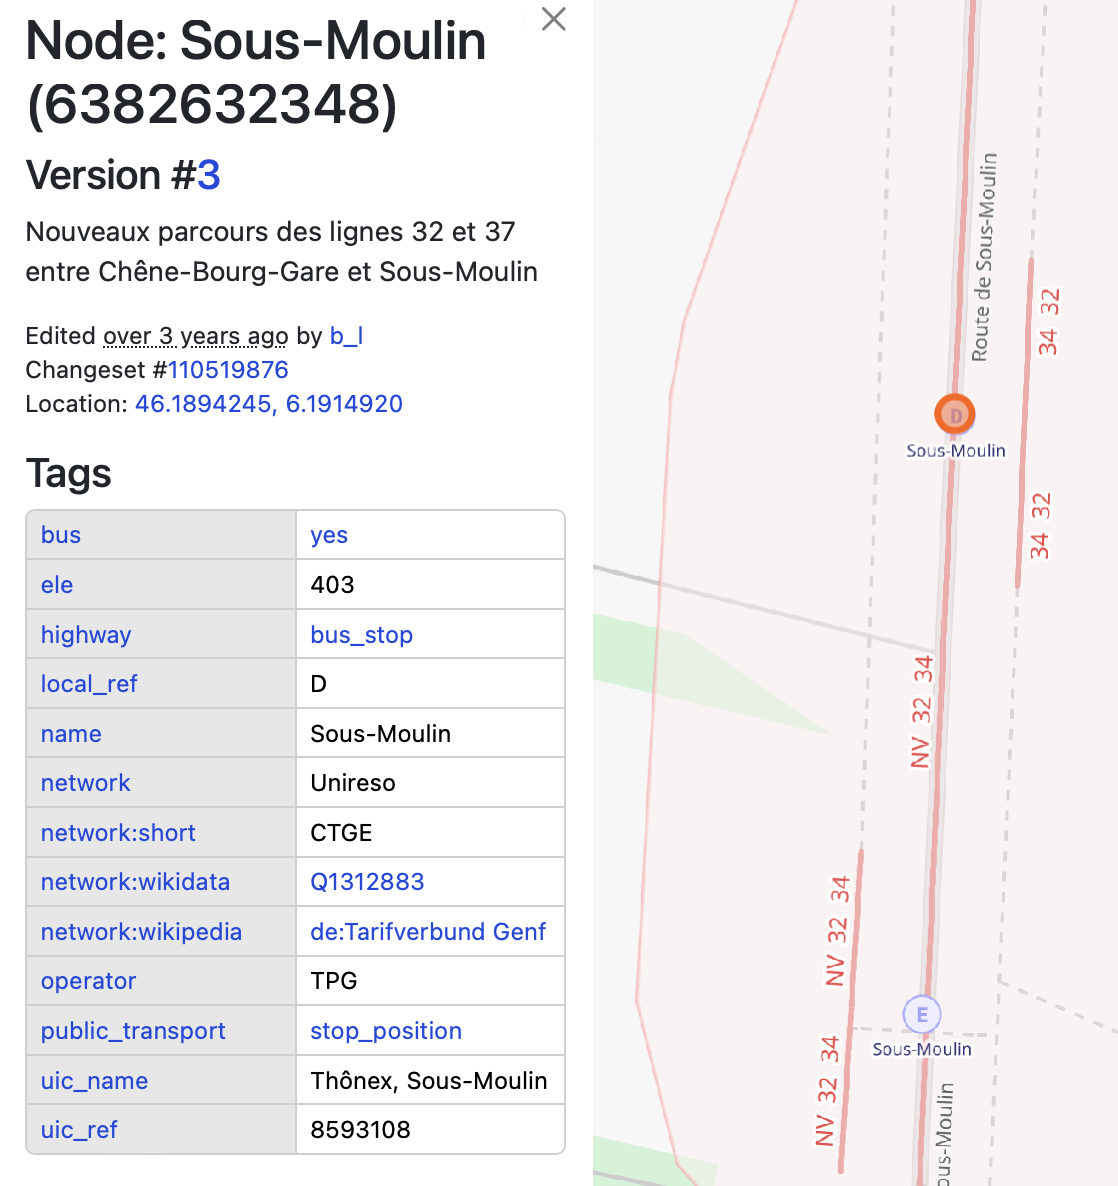 Node: Sous-Moulin
(6382632348)
Version #3
Nouveaux parcours des lignes 32 et 37
entre Chêne-Bourg-Gare et Sous-Moulin
Edited over 3 years ago by b_l
Changeset #110519876
Location: 46.1894245, 6.1914920
Tags
bus yes
ele 403
highway bus_stop
local_ref D
name Sous-Moulin
network Unireso
network:short CTGE
network:wikidata Q1312883
network:wikipedia de:Tarifverbund Genf
operator TPG
public_transport stop_position
uic_name Thônex, Sous-Moulin
uic_ref 8593108
Route de Sous-Moulin
34 32
D
Sous-Moulin
34 32
NV 32 34
NV 32 34
E
Sous-Moulin
NV 32 34
ous-Moulin